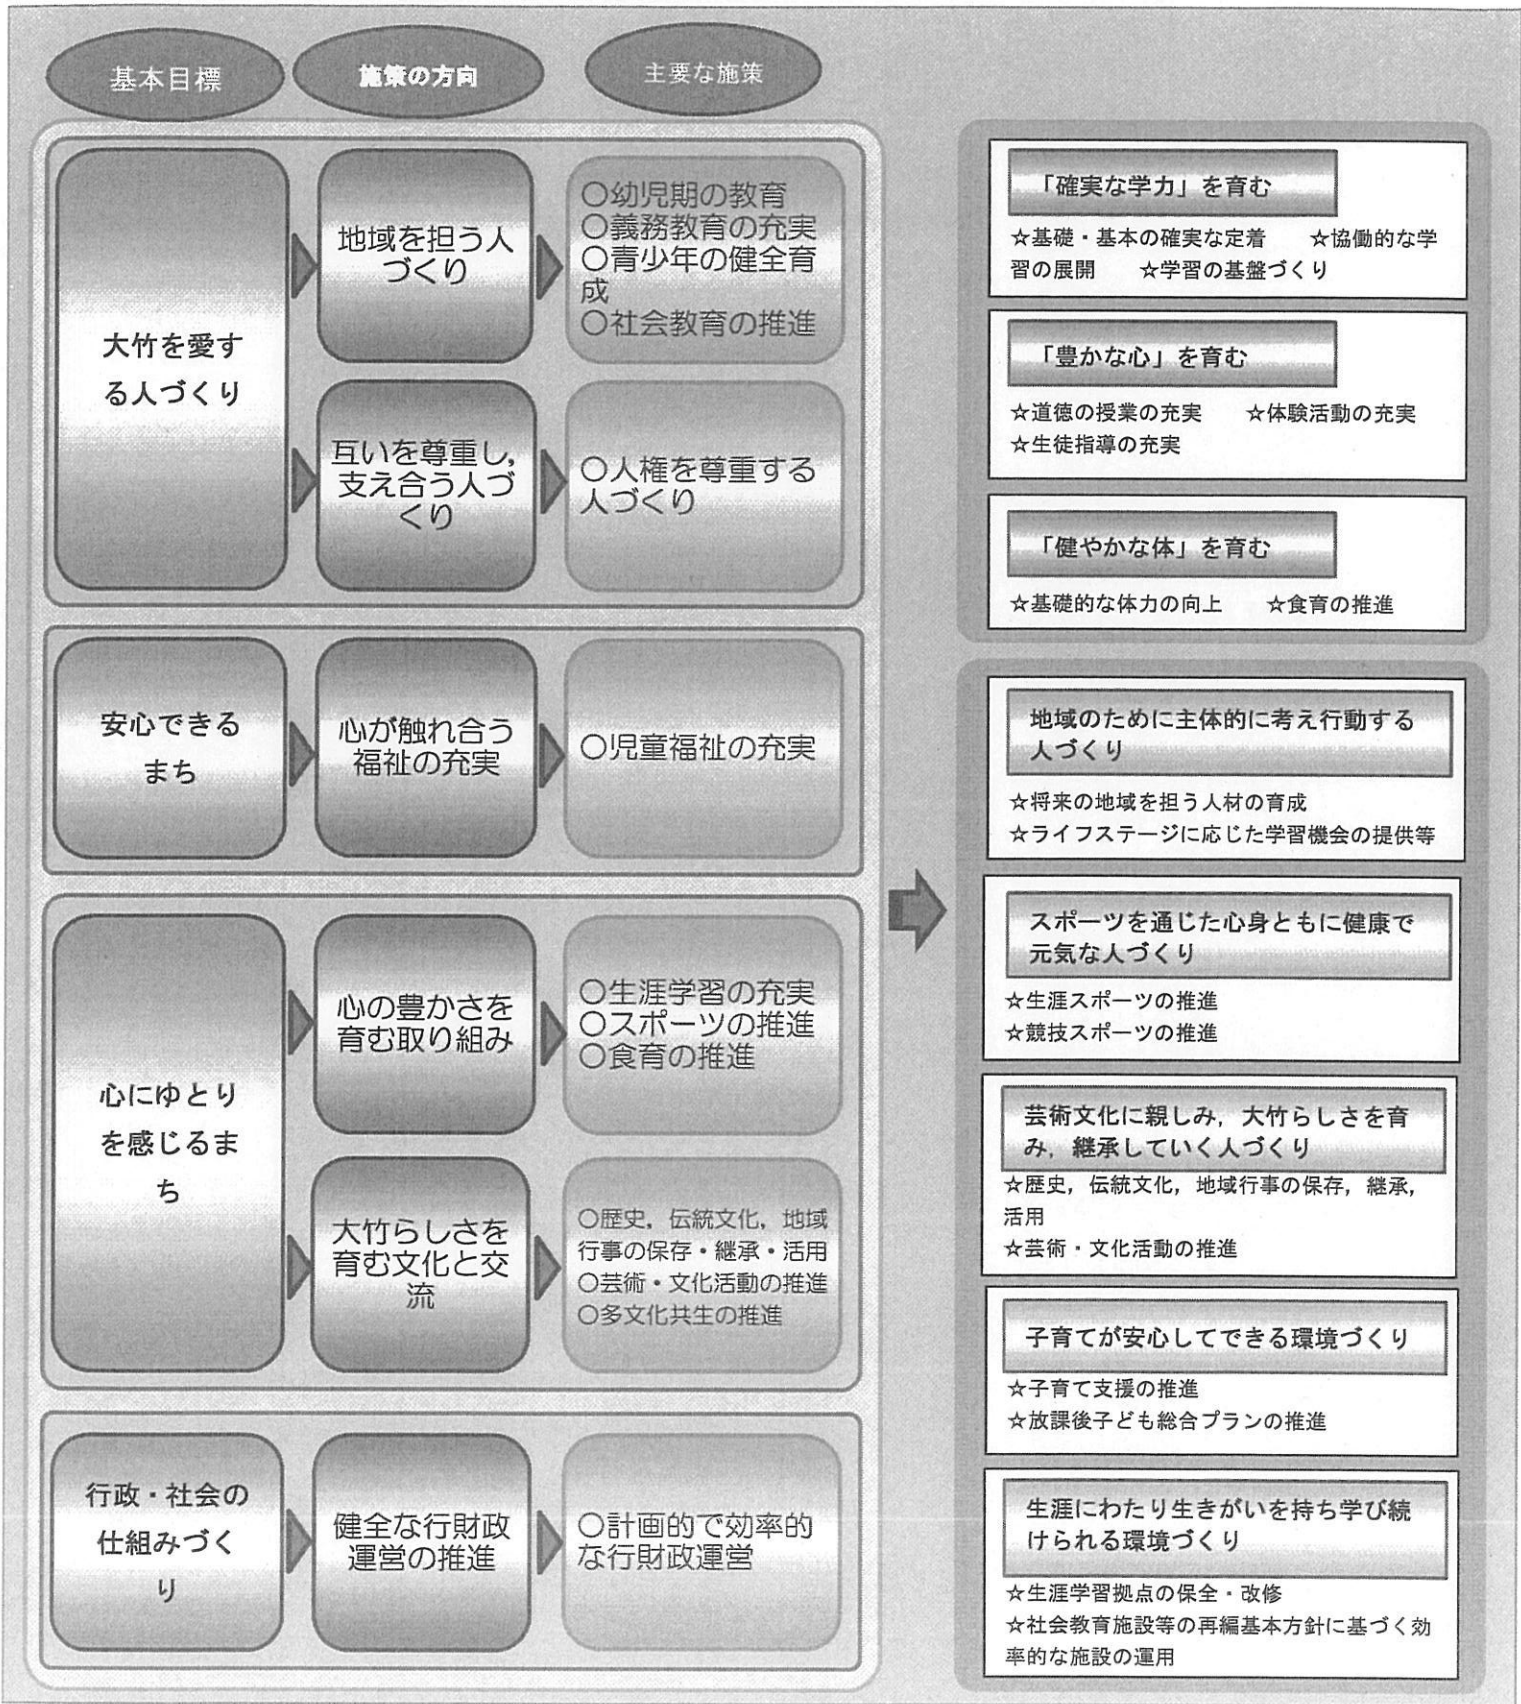 基本目標
施策の方向
主要な施策
大竹を愛す
る人づくり
地域を担う人
づくり
○幼児期の教育
○義務教育の充実
○青少年の健全育
成
○社会教育の推進
互いを尊重し,
支え合う人づ
くり
○人権を尊重する
人づくり
安心できる
まち
心が触れ合う
福祉の充実
○児童福祉の充実
心にゆとり
を感じるま
ち
心の豊かさを
育む取り組み
○生涯学習の充実
○スポーツの推進
○食育の推進
大竹らしさを
育む文化と交
流
○歴史,伝統文化,地域
行事の保存・継承・活用
○芸術・文化活動の推進
○多文化共生の推進
行政・社会の
仕組みづく
り
健全な行財政
運営の推進
○計画的で効率的
な行財政運営
「確実な学力」を育む
☆基礎・基本の確実な定着 ☆協働的な学
習の展開 ☆学習の基盤づくり
「豊かな心」を育む
☆道徳の授業の充実 ☆体験活動の充実
☆生徒指導の充実
「健やかな体」を育む
☆基礎的な体力の向上 ☆食育の推進
地域のために主体的に考え行動する
人づくり
☆将来の地域を担う人材の育成
☆ライフステージに応じた学習機会の提供等
スポーツを通じた心身ともに健康で
元気な人づくり
☆生涯スポーツの推進
☆競技スポーツの推進
芸術文化に親しみ,大竹らしさを育
み,継承していく人づくり
☆歴史,伝統文化,地域行事の保存,継承,
活用
☆芸術・文化活動の推進
子育てが安心してできる環境づくり
☆子育て支援の推進
☆放課後子ども総合プランの推進
生涯にわたり生きがいを持ち学び続
けられる環境づくり
☆生涯学習拠点の保全・改修
☆社会教育施設等の再編基本方針に基づく効
率的な施設の運用